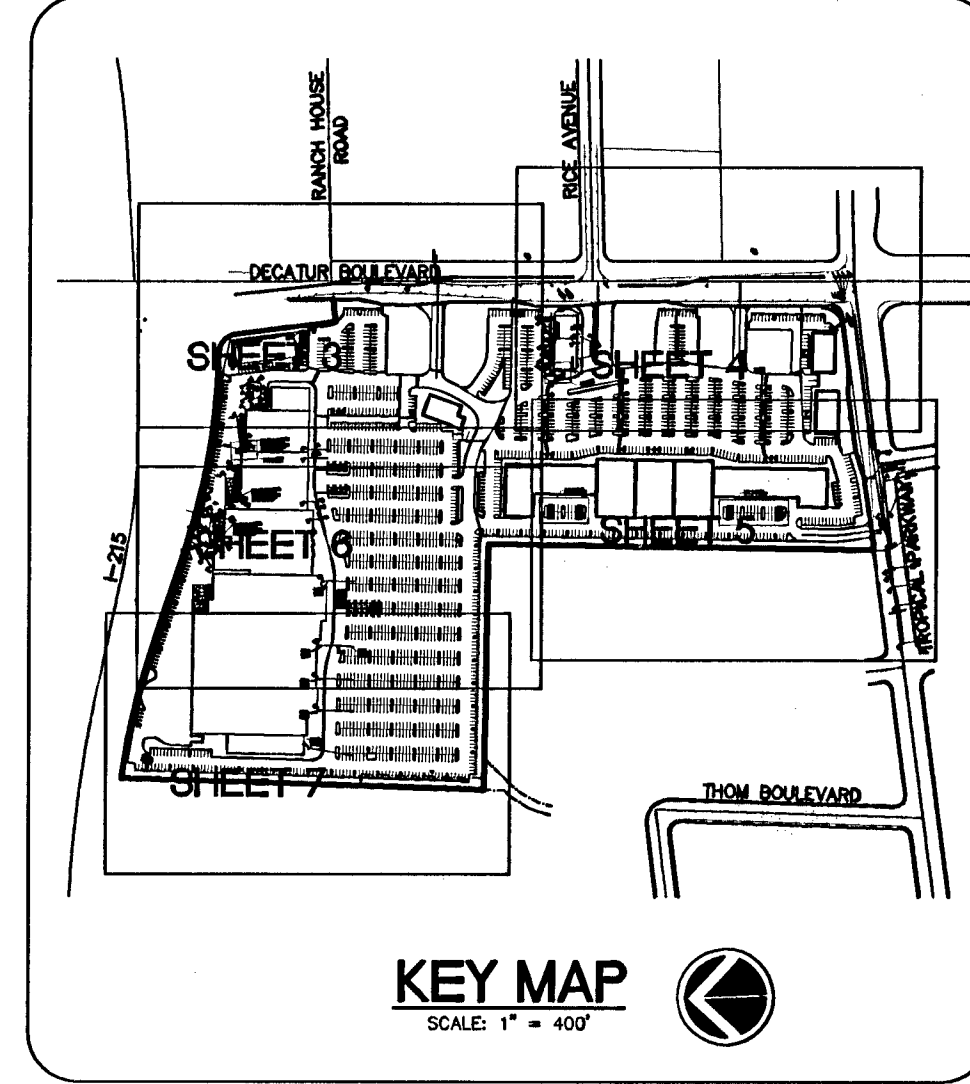 RANCH HOUSE
ROAD
RICE AVENUE
DECATUR BOULEVARD
SHEET 3
SHEET 4
SHEET 5
SHEET 6
I-215
TROPICAL PARKWAY
SHEET 7
THOM BOULEVARD
KEY MAP
SCALE: 1" = 400'